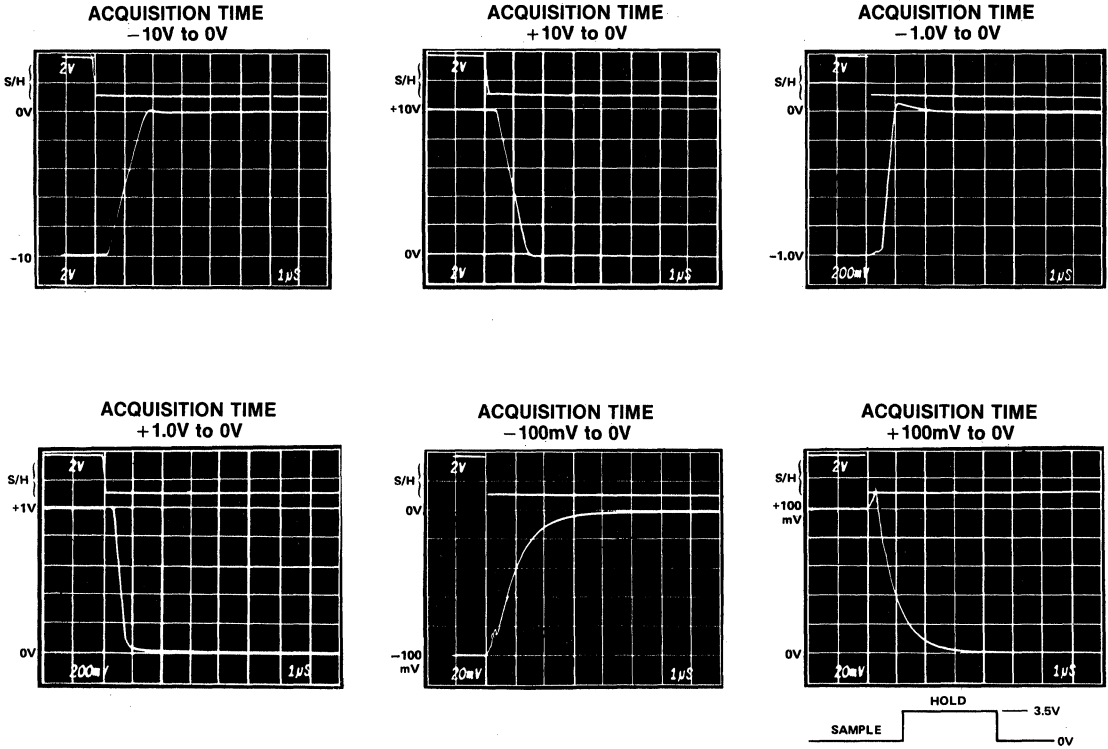 ACQUISITION TIME
−10V to 0V
2V
S/H
0V
−10
2V
1µS
ACQUISITION TIME
+10V to 0V
2V
S/H
+10V
0V
2V
1µS
ACQUISITION TIME
−1.0V to 0V
2V
S/H
0V
−1.0V
200mV
1µS
ACQUISITION TIME
+1.0V to 0V
2V
S/H
+1V
0V
200mV
1µS
ACQUISITION TIME
−100mV to 0V
2V
S/H
0V
−100
mV
20mV
1µS
ACQUISITION TIME
+100mV to 0V
2V
S/H
+100
mV
0V
20mV
1µS
HOLD
3.5V
SAMPLE
0V